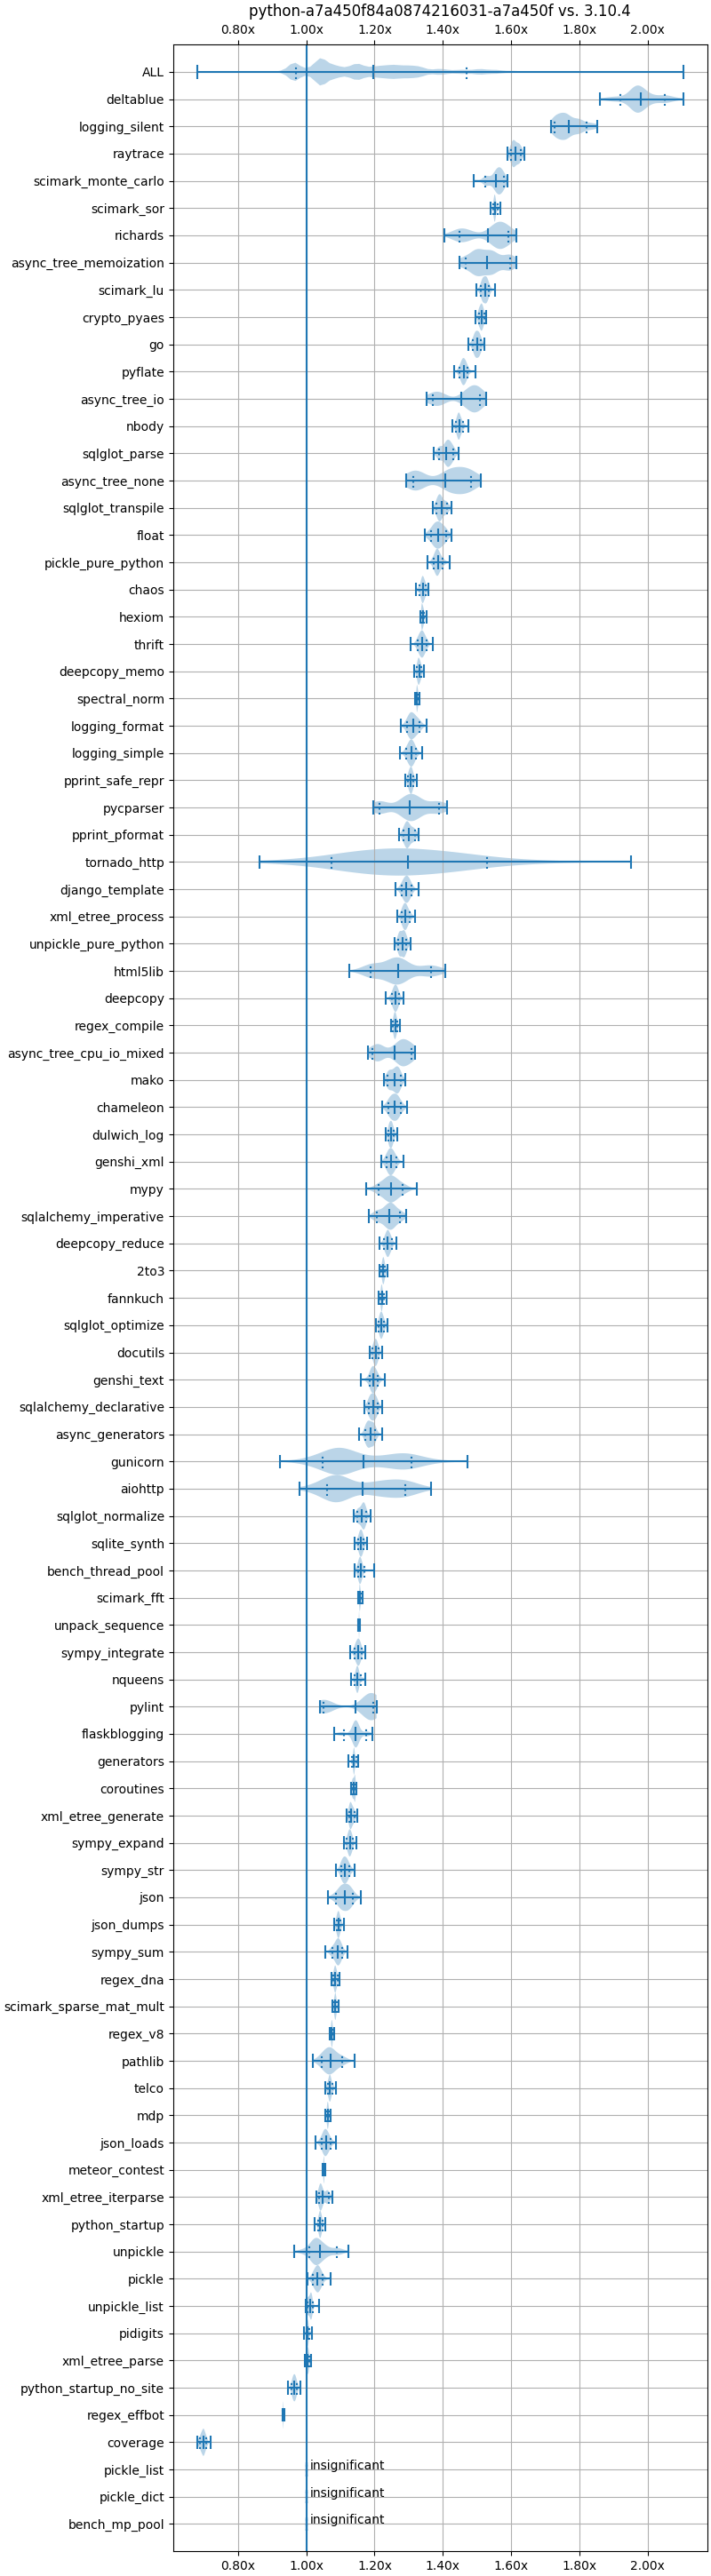 python-a7a450f84a0874216031-a7a450f vs. 3.10.4
0.80x 1.00x 1.20x 1.40x 1.60x 1.80x 2.00x
ALL
deltablue
logging_silent
raytrace
scimark_monte_carlo
scimark_sor
richards
async_tree_memoization
scimark_lu
crypto_pyaes
go
pyflate
async_tree_io
nbody
sqlglot_parse
async_tree_none
sqlglot_transpile
float
pickle_pure_python
chaos
hexiom
thrift
deepcopy_memo
spectral_norm
logging_format
logging_simple
pprint_safe_repr
pycparser
pprint_pformat
tornado_http
django_template
xml_etree_process
unpickle_pure_python
html5lib
deepcopy
regex_compile
async_tree_cpu_io_mixed
mako
chameleon
dulwich_log
genshi_xml
mypy
sqlalchemy_imperative
deepcopy_reduce
2to3
fannkuch
sqlglot_optimize
docutils
genshi_text
sqlalchemy_declarative
async_generators
gunicorn
aiohttp
sqlglot_normalize
sqlite_synth
bench_thread_pool
scimark_fft
unpack_sequence
sympy_integrate
nqueens
pylint
flaskblogging
generators
coroutines
xml_etree_generate
sympy_expand
sympy_str
json
json_dumps
sympy_sum
regex_dna
scimark_sparse_mat_mult
regex_v8
pathlib
telco
mdp
json_loads
meteor_contest
xml_etree_iterparse
python_startup
unpickle
pickle
unpickle_list
pidigits
xml_etree_parse
python_startup_no_site
regex_effbot
coverage
pickle_list insignificant
pickle_dict insignificant
bench_mp_pool insignificant
0.80x 1.00x 1.20x 1.40x 1.60x 1.80x 2.00x